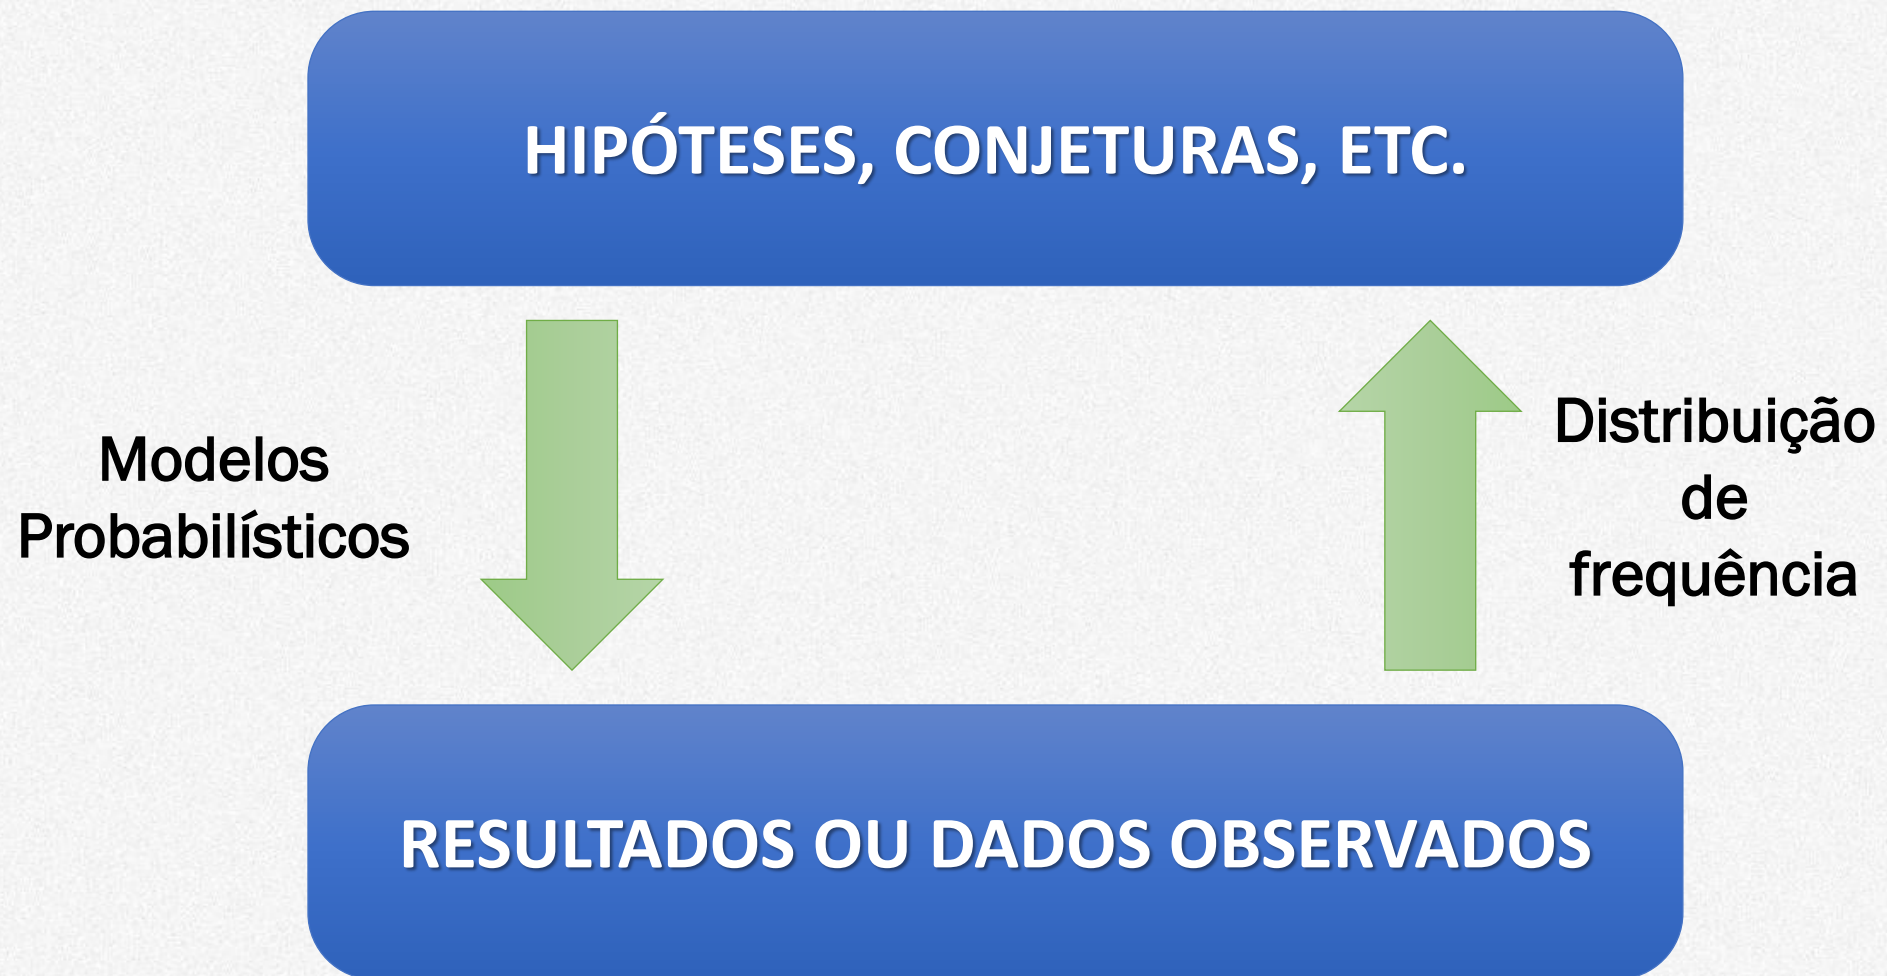 HIPÓTESES, CONJETURAS, ETC.
Modelos
Probabilísticos
Distribuição
de
frequência
RESULTADOS OU DADOS OBSERVADOS